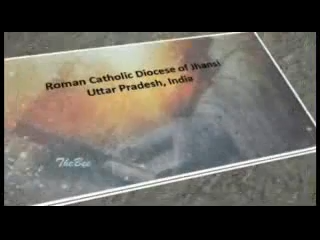 Roman Catholic Diocese of Jhansi
Uttar Pradesh, India
TheBee